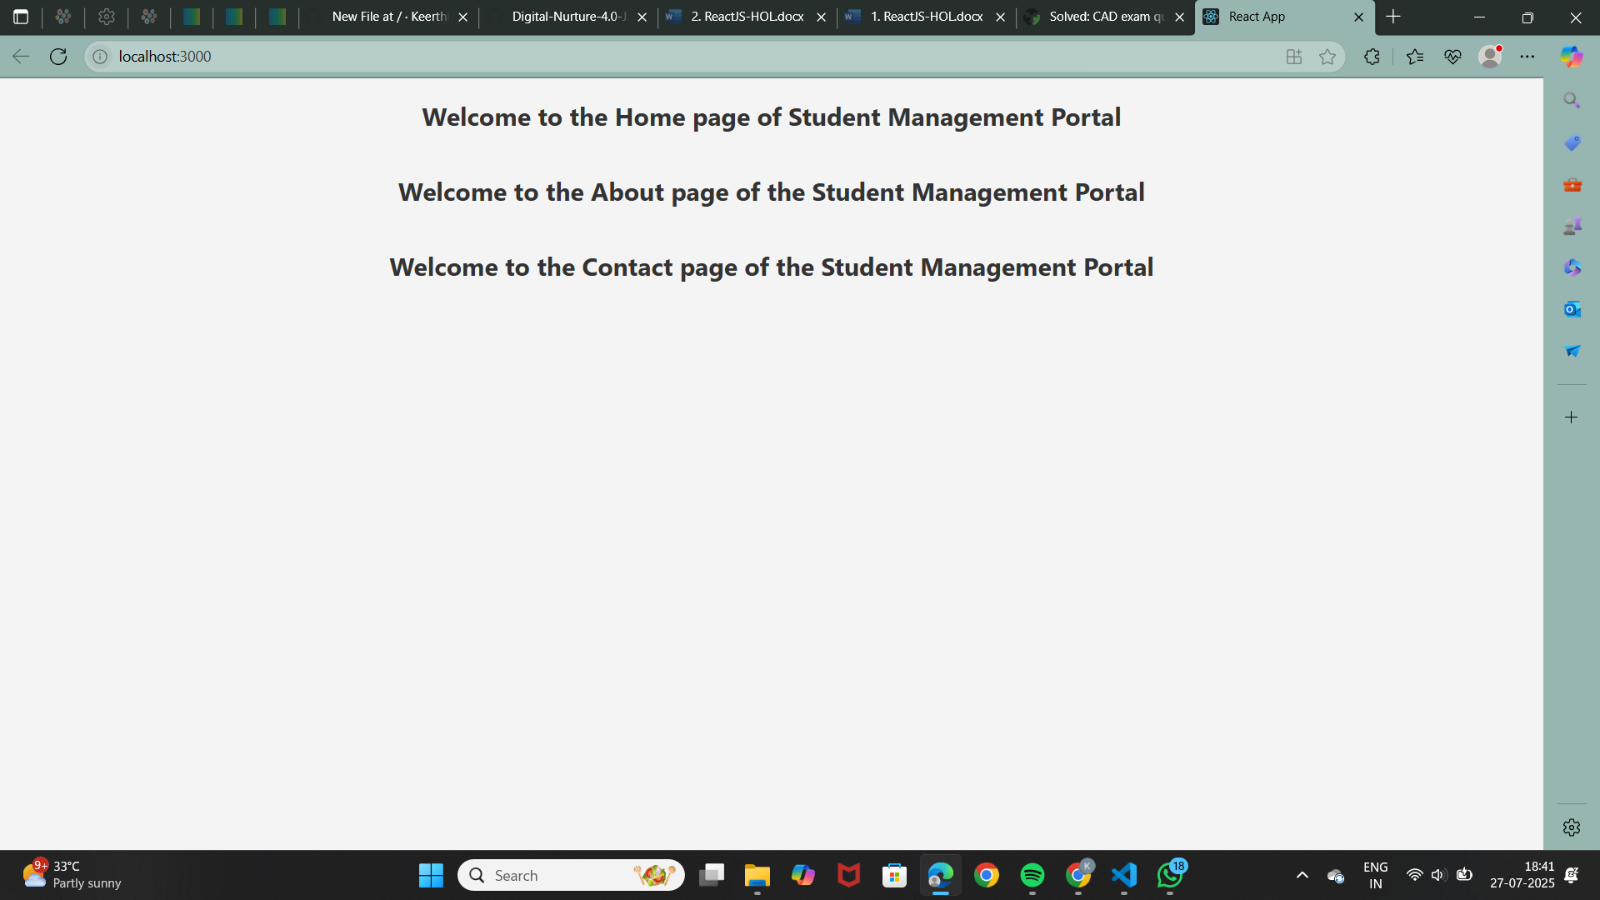 New File at / · Keerth
Digital-Nurture-4.0-J
2. ReactJS-HOL.docx
1. ReactJS-HOL.docx
Solved: CAD exam qu
React App
localhost:3000
Welcome to the Home page of Student Management Portal
Welcome to the About page of the Student Management Portal
Welcome to the Contact page of the Student Management Portal
9+
33°C
Partly sunny
Search
K
18
ENG
IN
18:41
27-07-2025